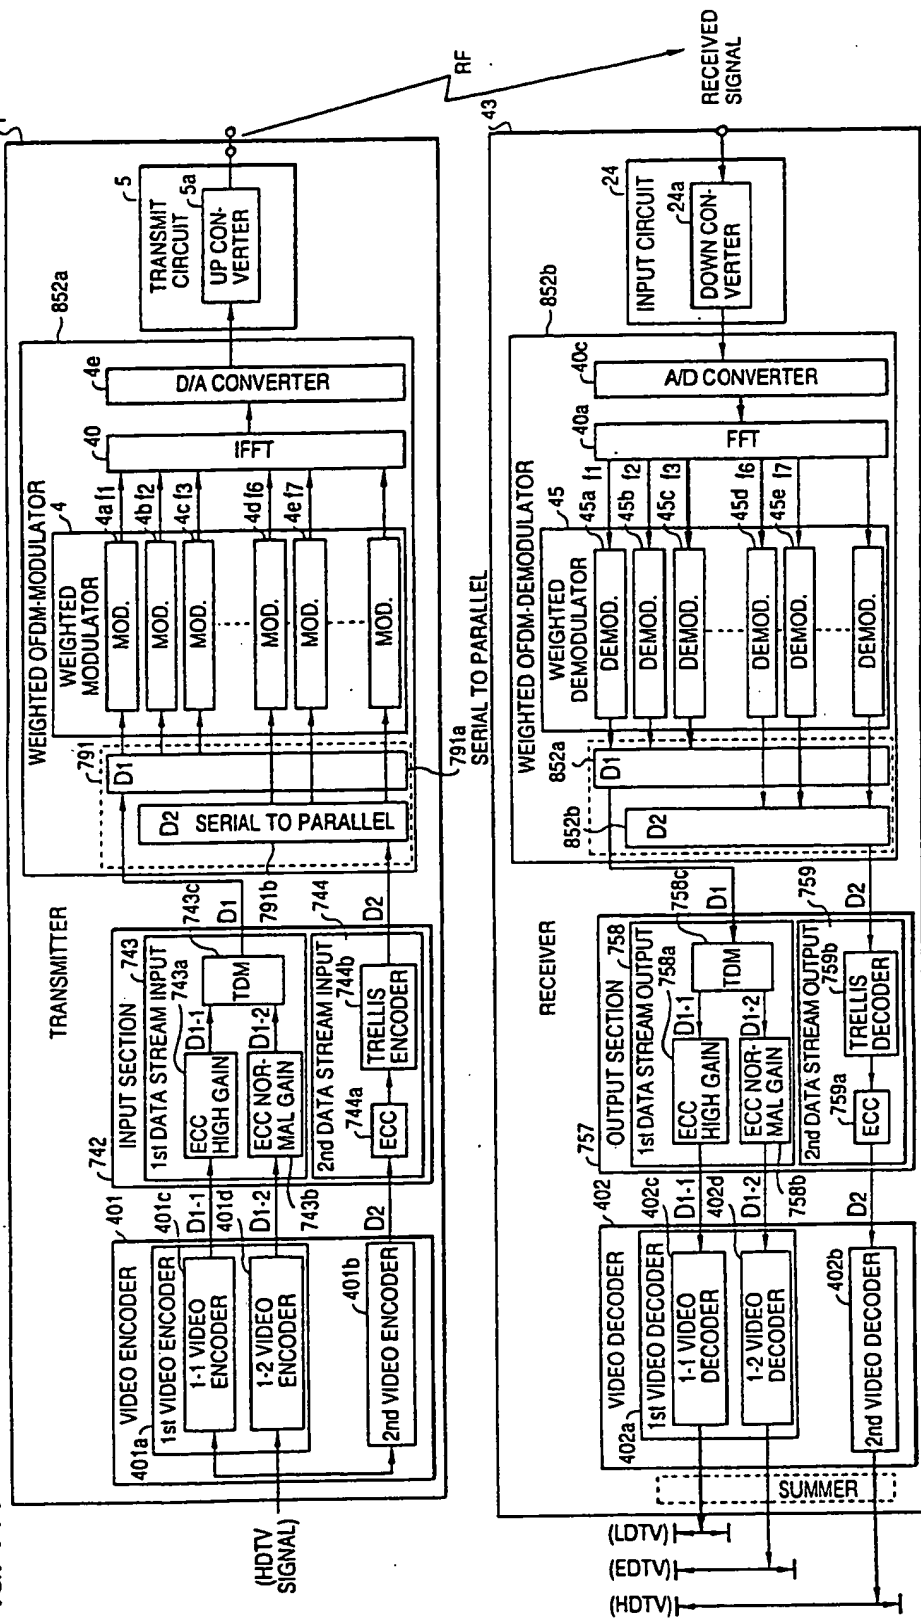 TRANSMITTER
(HDTV
SIGNAL)
VIDEO ENCODER
401
401a
1st VIDEO ENCODER
401c
1-1 VIDEO
ENCODER
D1-1
401d
1-2 VIDEO
ENCODER
D1-2
401b
2nd VIDEO ENCODER
D2
742
INPUT SECTION
743
1st DATA STREAM INPUT
743a
ECC
HIGH GAIN
D1-1
743c
TDM
D1
ECC NOR-
MAL GAIN
D1-2
743b
744
2nd DATA STREAM INPUT
744a
ECC
744b
TRELLIS
ENCODER
D2
WEIGHTED OFDM-MODULATOR
852a
791
D1
791a
SERIAL TO PARALLEL
D2
SERIAL TO PARALLEL
791b
WEIGHTED
MODULATOR
4
MOD.
4a f1
MOD.
4b f2
MOD.
4c f3
MOD.
4d f6
MOD.
4e f7
MOD.
40
IFFT
4e
D/A CONVERTER
TRANSMIT
CIRCUIT
5
5a
UP CON-
VERTER
RF
RECEIVED
SIGNAL
43
RECEIVER
INPUT CIRCUIT
24
24a
DOWN CON-
VERTER
WEIGHTED OFDM-DEMODULATOR
852b
40c
A/D CONVERTER
40a
FFT
WEIGHTED
DEMODULATOR
45
DEMOD.
45a f1
DEMOD.
45b f2
DEMOD.
45c f3
DEMOD.
45d f6
DEMOD.
45e f7
DEMOD.
852a
D1
852b
D2
757
OUTPUT SECTION
758
1st DATA STREAM OUTPUT
758a
ECC
HIGH GAIN
D1-1
758c
TDM
D1
ECC NOR-
MAL GAIN
D1-2
758b
759
2nd DATA STREAM OUTPUT
759a
ECC
759b
TRELLIS
DECODER
D2
VIDEO DECODER
402
402a
1st VIDEO DECODER
402c
1-1 VIDEO
DECODER
D1-1
402d
1-2 VIDEO
DECODER
D1-2
402b
2nd VIDEO DECODER
D2
SUMMER
(LDTV)
(EDTV)
(HDTV)